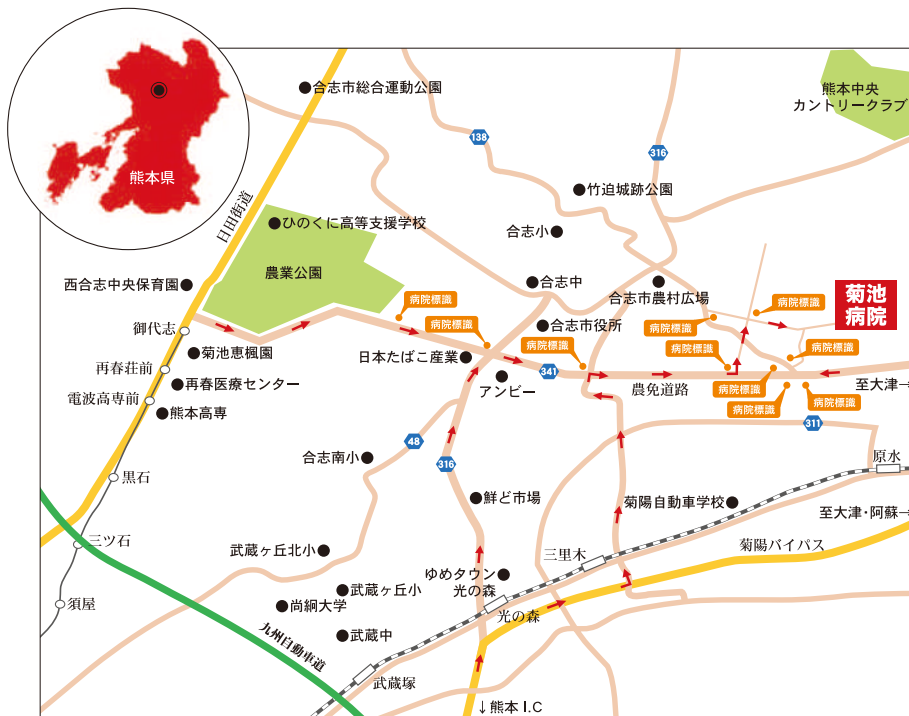 熊本県
合志市総合運動公園
熊本中央
カントリークラブ
138
316
日田街道
竹迫城跡公園
ひのくに高等支援学校
合志小
農業公園
西合志中央保育園
合志中
合志市農村広場
菊池
病院
病院標識
病院標識
病院標識
御代志
合志市役所
病院標識
病院標識
病院標識
菊池恵楓園
日本たばこ産業
病院標識
再春荘前
341
再春医療センター
アンビー
農免道路
病院標識
至大津→
電波高専前
病院標識
病院標識
熊本高専
311
48
合志南小
316
原水
黒石
鮮ど市場
菊陽自動車学校
至大津・阿蘇→
三ツ石
武蔵ヶ丘北小
三里木
菊陽バイパス
ゆめタウン
光の森
須屋
武蔵ヶ丘小
尚絅大学
光の森
武蔵中
九州自動車道
武蔵塚
↓熊本 I.C